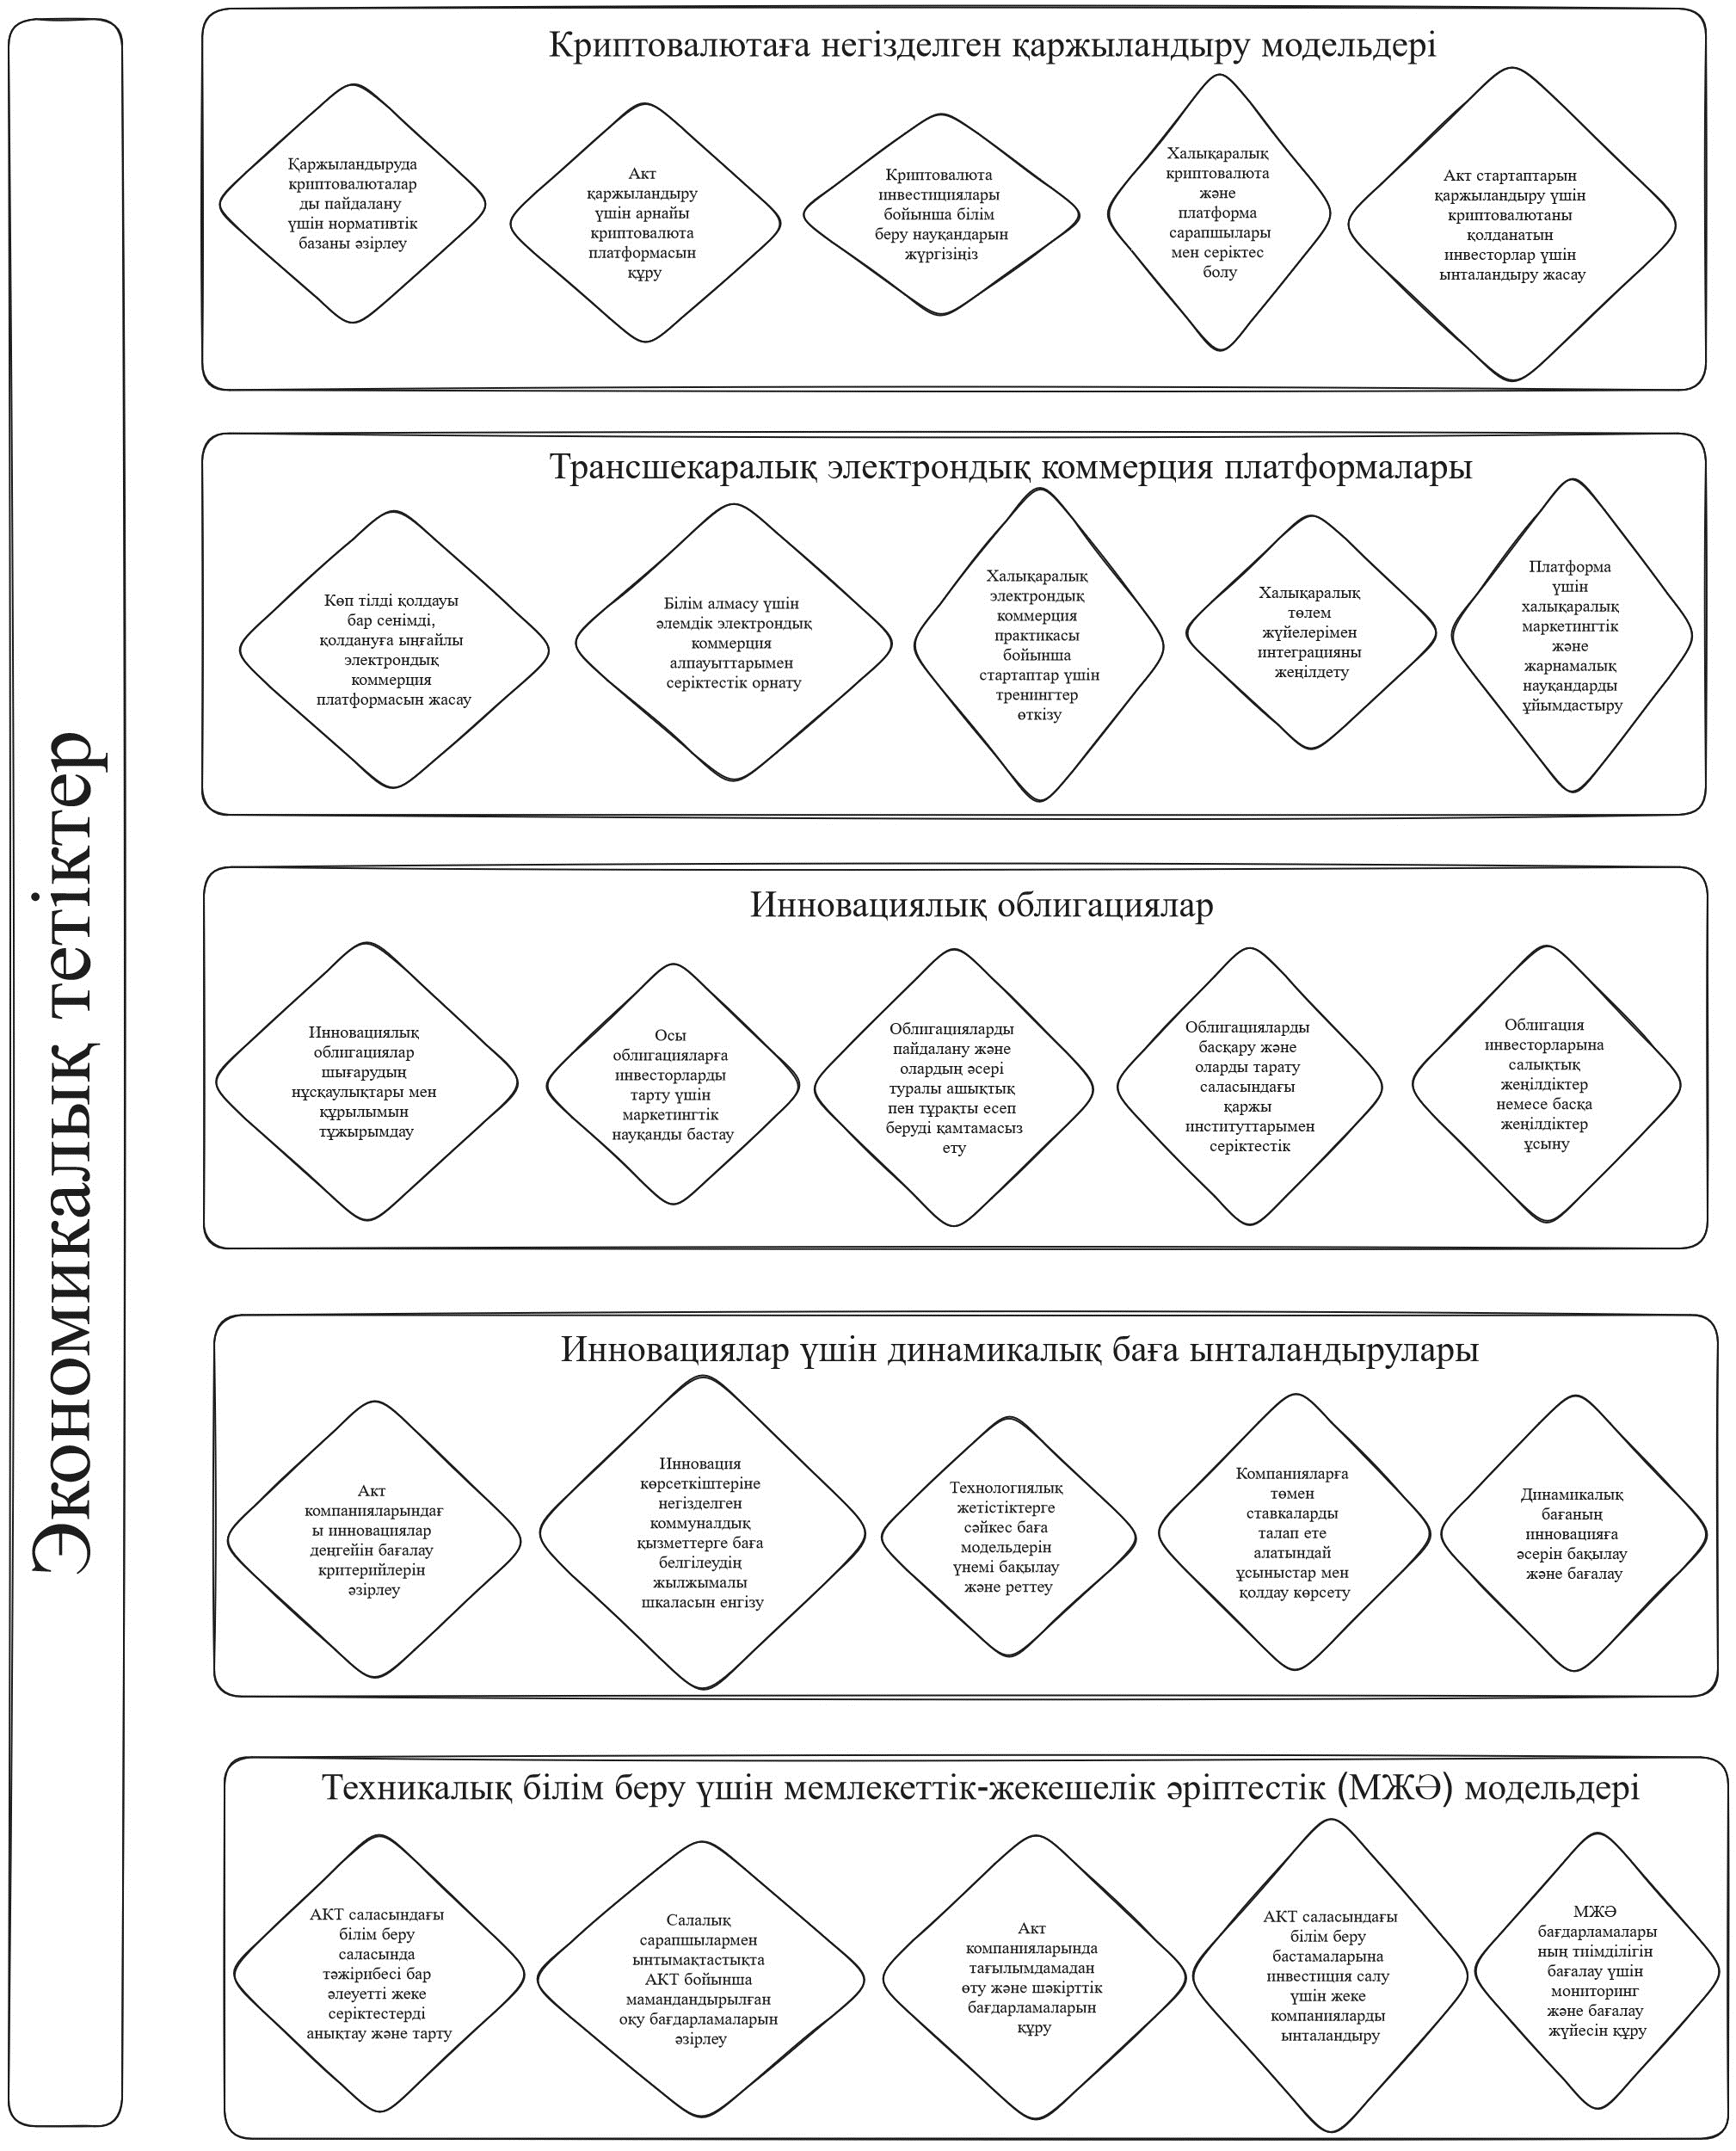 Экономикалық тетіктер
Криптовалютаға негізделген қаржыландыру модельдері
Қаржыландыруда
криптовалюталар
ды пайдалану
үшін нормативтік
базаны әзірлеу
Акт
қаржыландыру
үшін арнайы
криптовалюта
платформасын
құру
Криптовалюта
инвестициялары
бойынша білім
беру науқандарын
жүргізіңіз
Халықаралық
криптовалюта
және
платформа
сарапшылары
мен серіктес
болу
Акт стартаптарын
қаржыландыру үшін
криптовалютаны
қолданатын
инвесторлар үшін
ынталандыру жасау
Трансшекаралық электрондық коммерция платформалары
Көп тілді қолдауы
бар сенімді,
қолдануға ыңғайлы
электрондық
коммерция
платформасын жасау
Білім алмасу үшін
әлемдік электрондық
коммерция
алпауыттарымен
серіктестік орнату
Халықаралық
электрондық
коммерция
практикасы
бойынша
стартаптар үшін
тренингтер
өткізу
Халықаралық
төлем
жүйелерімен
интеграцияны
жеңілдету
Платформа
үшін
халықаралық
маркетингтік
және
жарнамалық
науқандарды
ұйымдастыру
Инновациялық облигациялар
Инновациялық
облигациялар
шығарудың
нұсқаулықтары мен
құрылымын
тұжырымдау
Осы
облигацияларға
инвесторларды
тарту үшін
маркетингтік
науқанды бастау
Облигацияларды
пайдалану және
олардың әсері
туралы ашықтық
пен тұрақты есеп
беруді қамтамасыз
ету
Облигацияларды
басқару және
оларды тарату
саласындағы
қаржы
институттарымен
серіктестік
Облигация
инвесторларына
салықтық
жеңілдіктер
немесе басқа
жеңілдіктер
ұсыну
Инновациялар үшін динамикалық баға ынталандырулары
Акт
компанияларындағ
ы инновациялар
деңгейін бағалау
критерийлерін
әзірлеу
Инновация
көрсеткіштеріне
негізделген
коммуналдық
қызметтерге баға
белгілеудің
жылжымалы
шкаласын енгізу
Технологиялық
жетістіктерге
сәйкес баға
модельдерін
үнемі бақылау
және реттеу
Компанияларға
төмен
ставкаларды
талап ете
алатындай
ұсыныстар мен
қолдау көрсету
Динамикалық
бағаның
инновацияға
әсерін бақылау
және бағалау
Техникалық білім беру үшін мемлекеттік-жекешелік әріптестік (МЖӘ) модельдері
АКТ саласындағы
білім беру
саласында
тәжірибесі бар
әлеуетті жеке
серіктестерді
анықтау және тарту
Салалық
сарапшылармен
ынтымақтастықта
АКТ бойынша
мамандандырылған
оқу бағдарламаларын
әзірлеу
Акт
компанияларында
тағылымдамадан
өту және шәкірттік
бағдарламаларын
құру
АКТ саласындағы
білім беру
бастамаларына
инвестиция салу
үшін жеке
компанияларды
ынталандыру
МЖӘ
бағдарламалары
ның тиімділігін
бағалау үшін
мониторинг
және бағалау
жүйесін құру